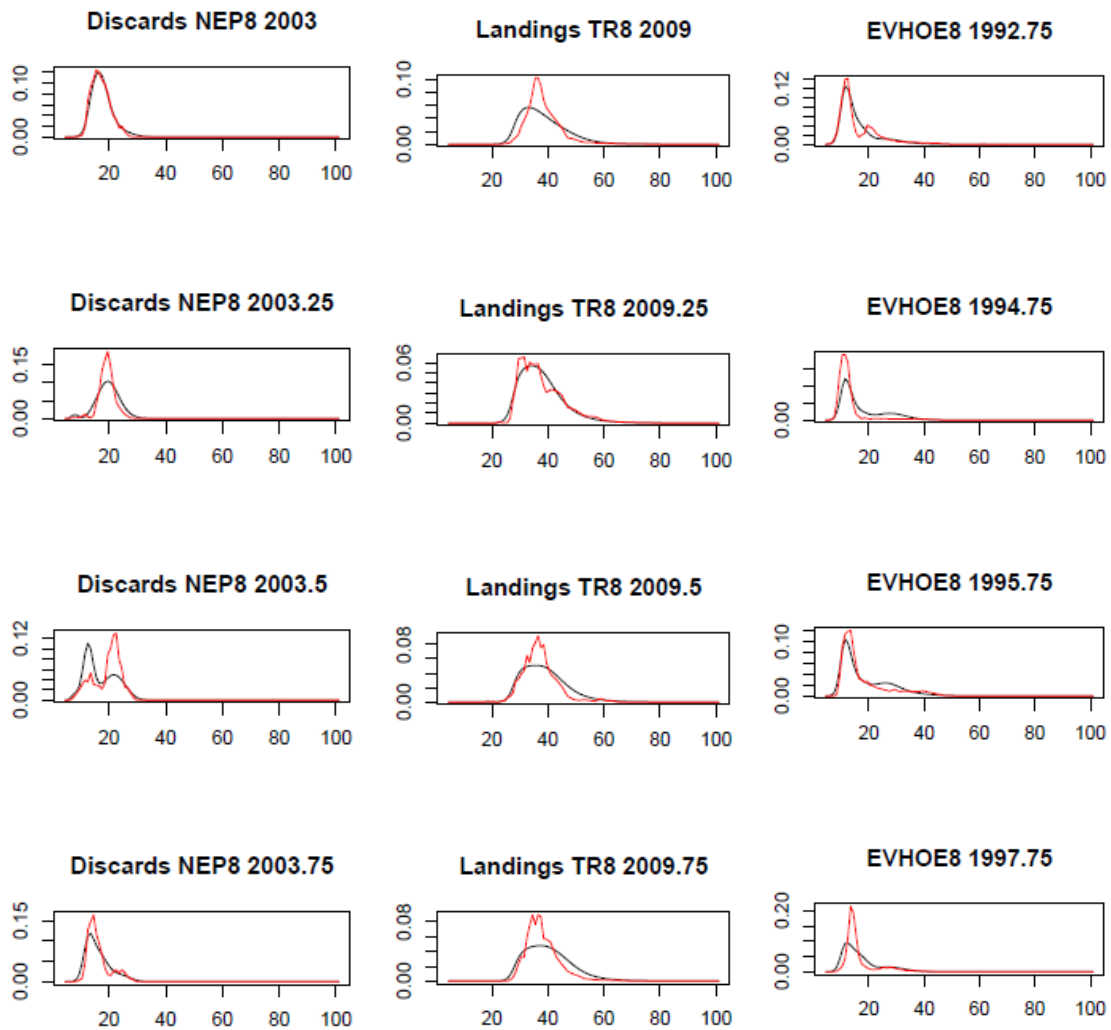 Discards NEP8 2003
0.00 0.10
20 40 60 80 100
Landings TR8 2009
0.00 0.10
20 40 60 80 100
EVHOE8 1992.75
0.00 0.12
20 40 60 80 100
Discards NEP8 2003.25
0.00 0.15
20 40 60 80 100
Landings TR8 2009.25
0.00 0.06
20 40 60 80 100
EVHOE8 1994.75
0.00
20 40 60 80 100
Discards NEP8 2003.5
0.00 0.12
20 40 60 80 100
Landings TR8 2009.5
0.00 0.08
20 40 60 80 100
EVHOE8 1995.75
0.00 0.10
20 40 60 80 100
Discards NEP8 2003.75
0.00 0.15
20 40 60 80 100
Landings TR8 2009.75
0.00 0.08
20 40 60 80 100
EVHOE8 1997.75
0.00 0.20
20 40 60 80 100